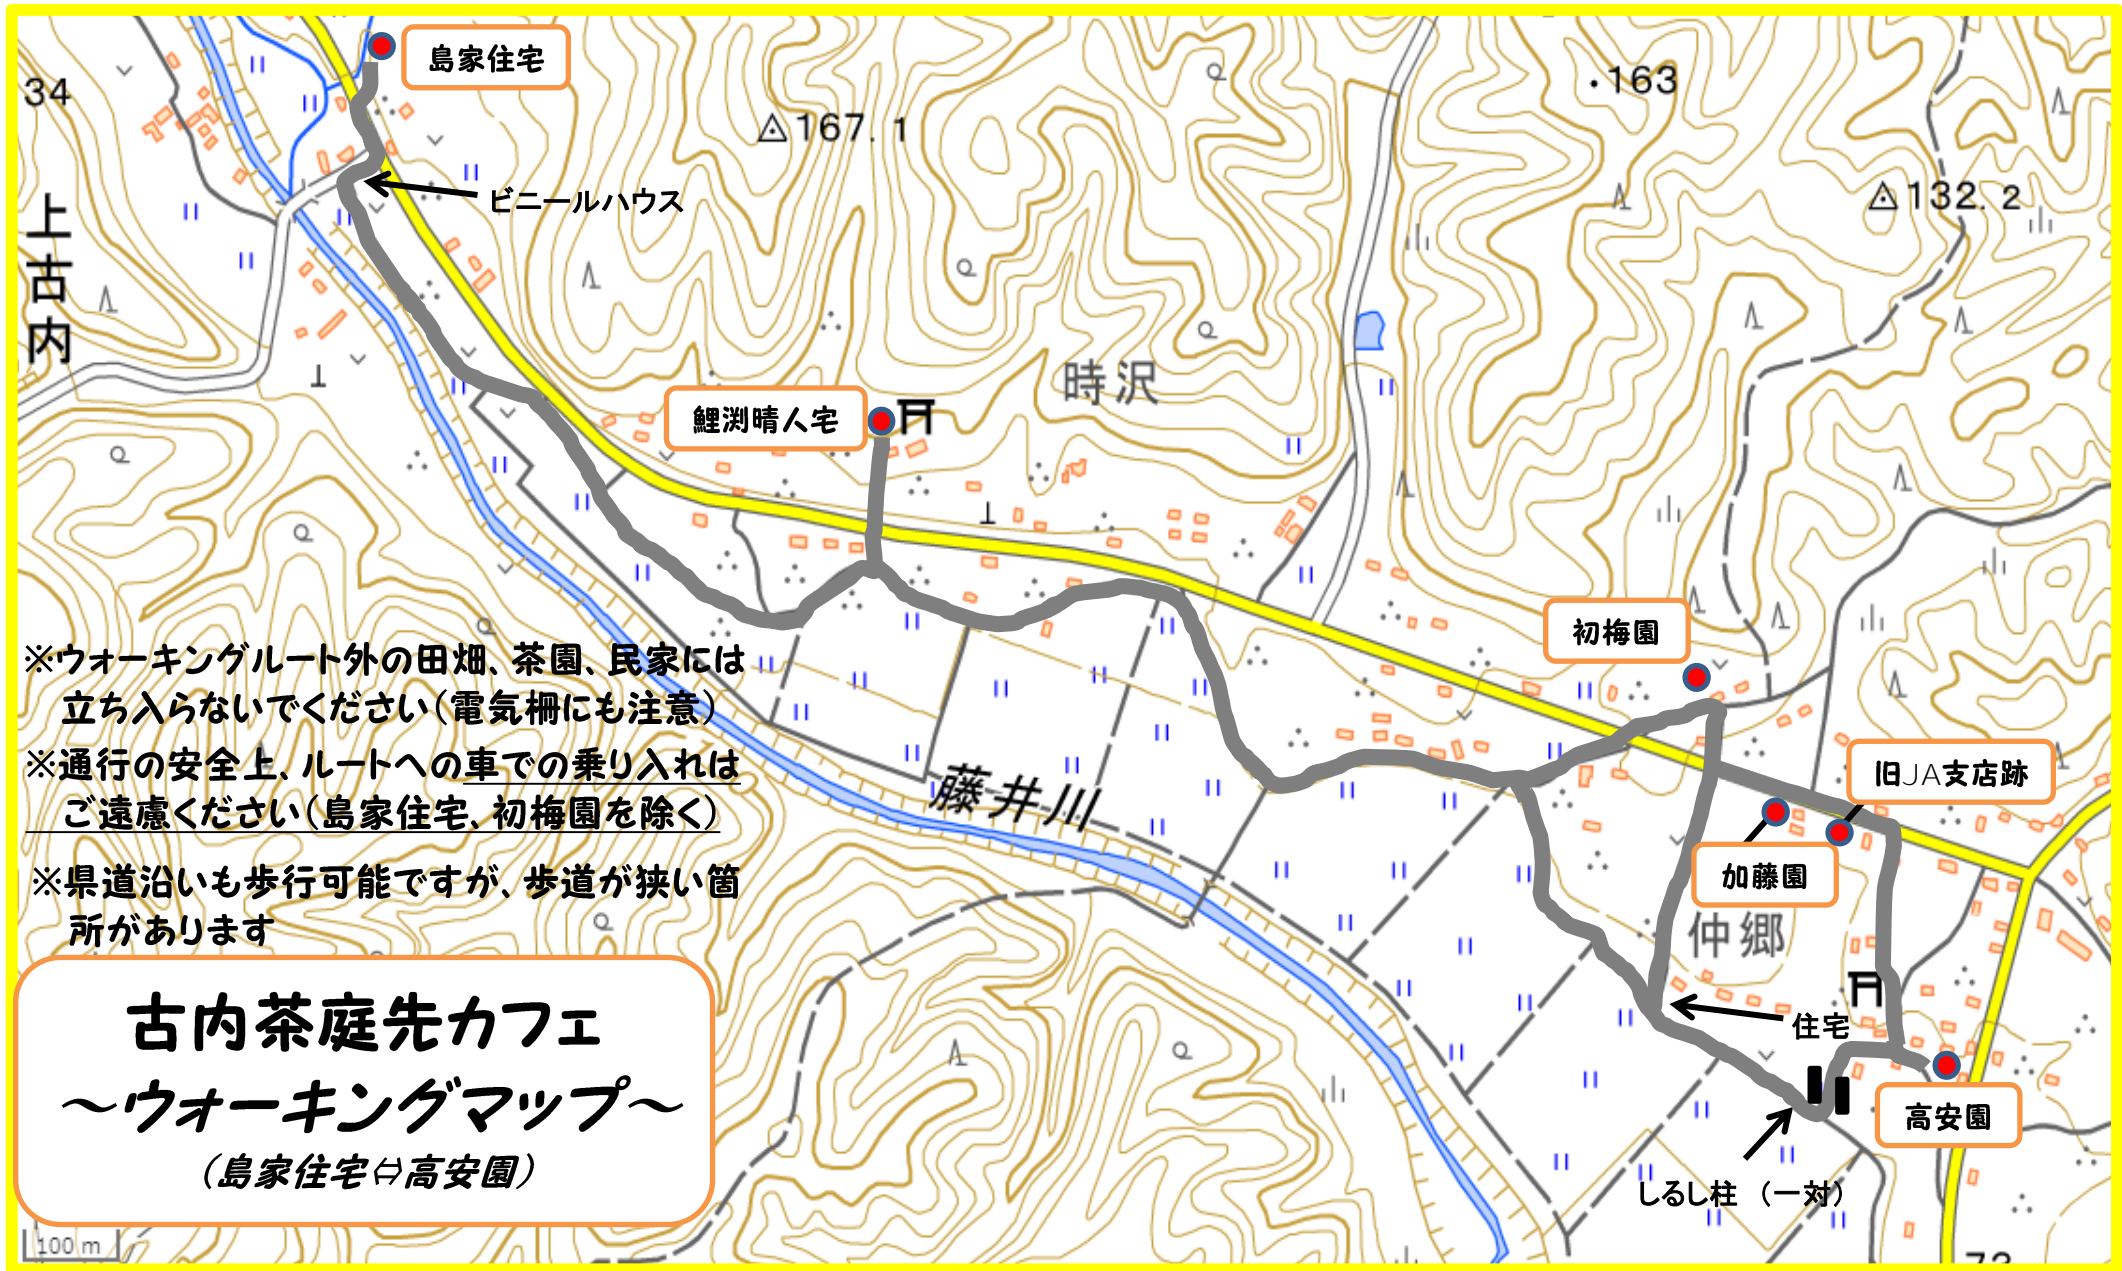 島家住宅
34
167.1
・163
132.2
ビニールハウス
上古内
時沢
鯉渕晴人宅
初梅園
旧JA支店跡
加藤園
仲郷
藤井川
住宅
高安園
しるし柱 (一対)
※ウォーキングルート外の田畑、茶園、民家には
立ち入らないでください(電気柵にも注意)
※通行の安全上、ルートへの車での乗り入れは
ご遠慮ください(島家住宅、初梅園を除く)
※県道沿いも歩行可能ですが、歩道が狭い箇
所があります
古内茶庭先カフェ
～ウォーキングマップ～
(島家住宅⇔高安園)
100 m